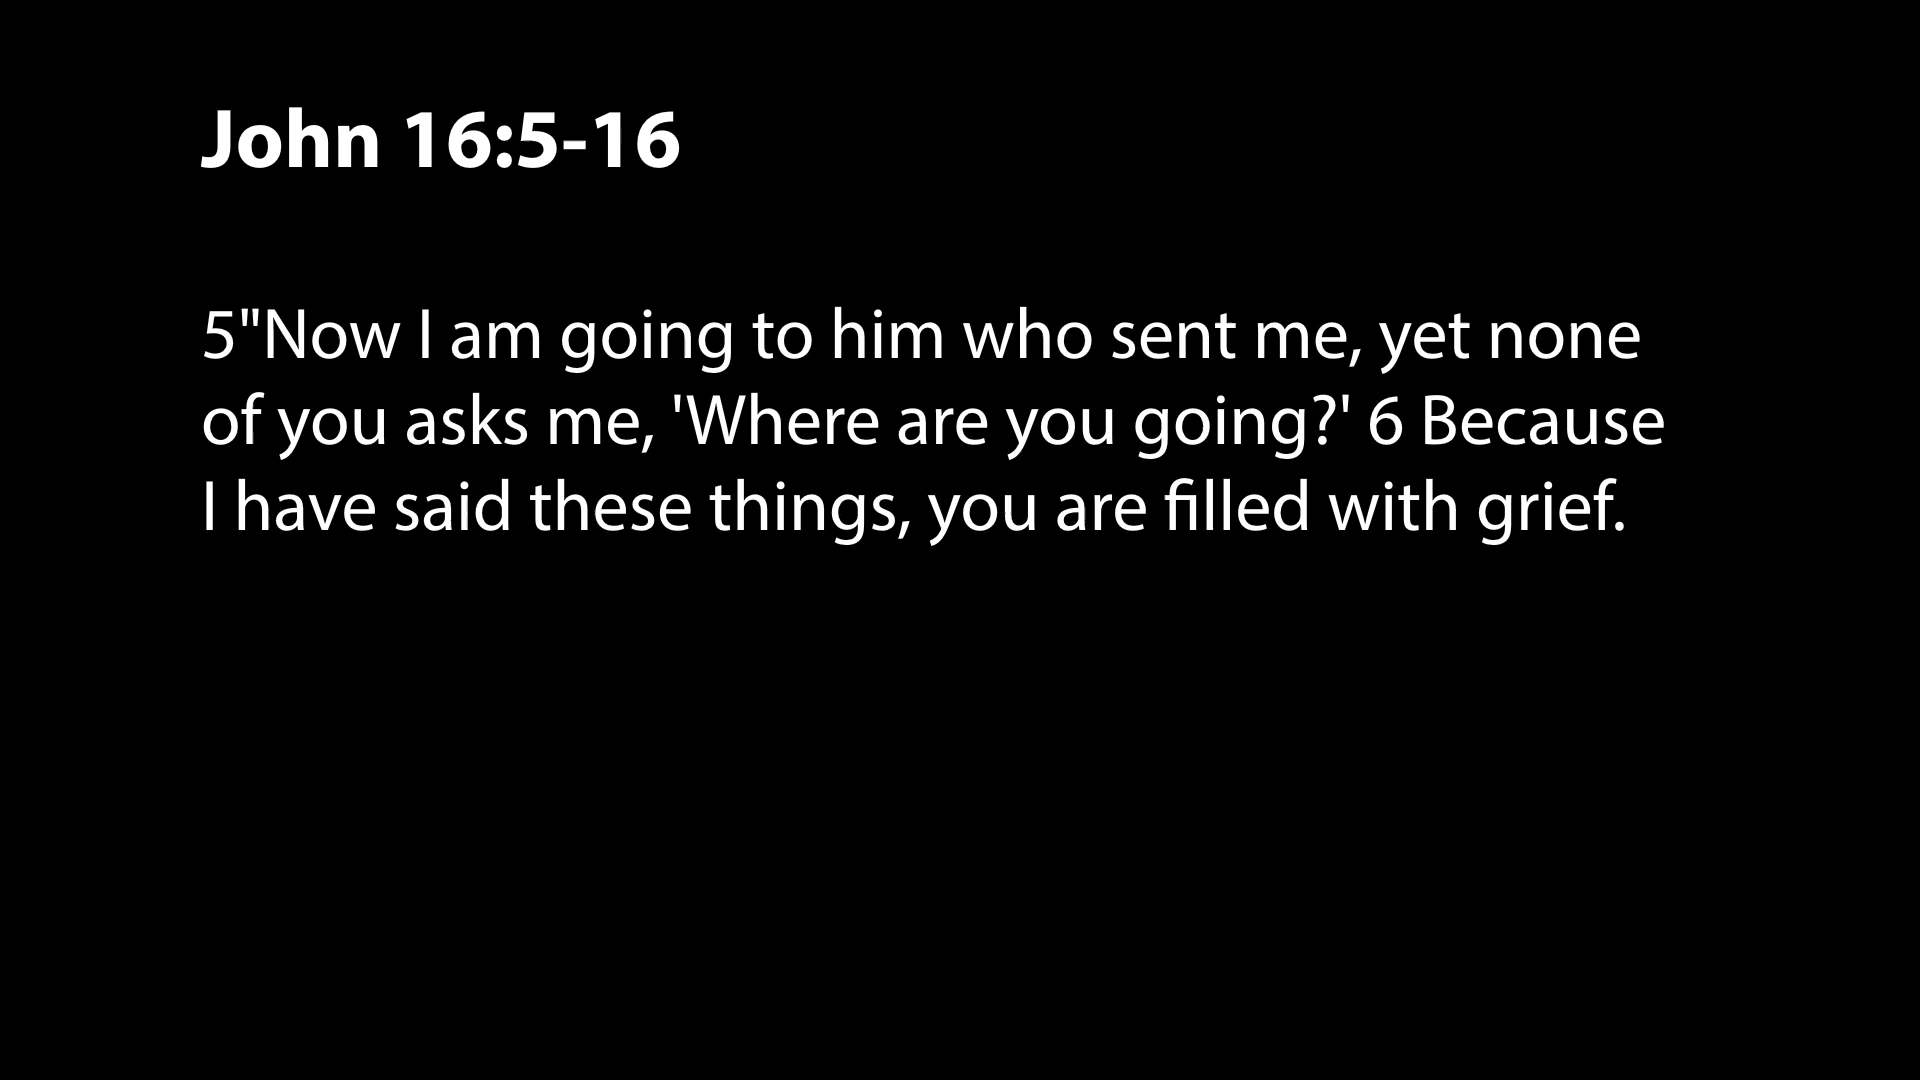 John 16:5-16
5"Now I am going to him who sent me, yet none
of you asks me, 'Where are you going?' 6 Because
I have said these things, you are filled with grief.